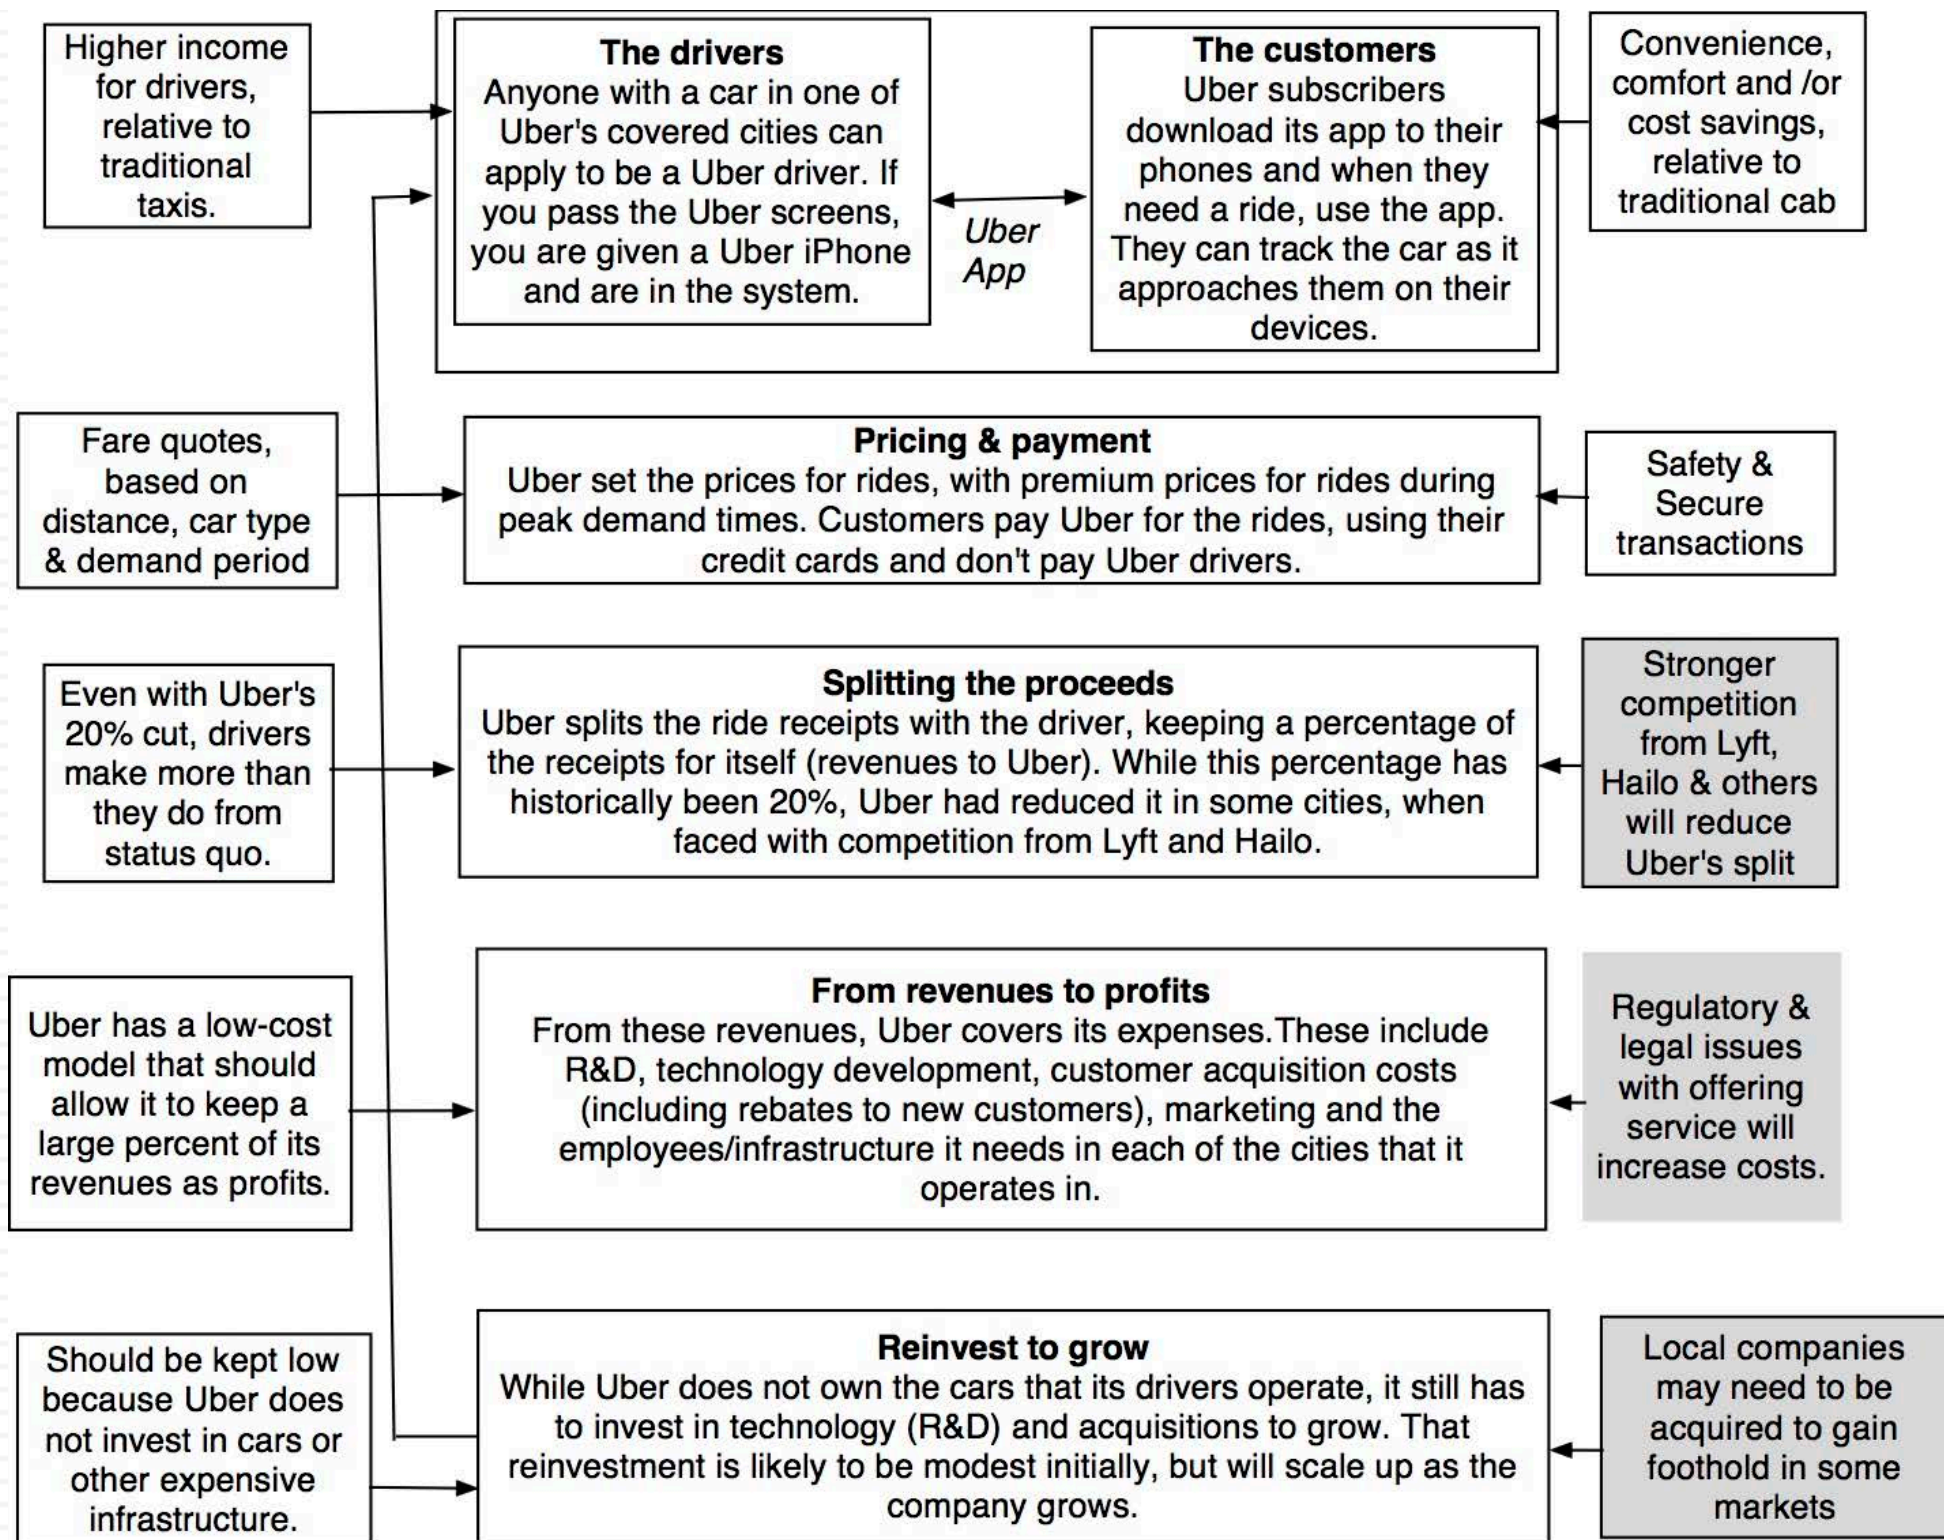 Higher income
for drivers,
relative to
traditional
taxis.
The drivers
Anyone with a car in one of
Uber's covered cities can
apply to be a Uber driver. If
you pass the Uber screens,
you are given a Uber iPhone
and are in the system.
Uber
App
The customers
Uber subscribers
download its app to their
phones and when they
need a ride, use the app.
They can track the car as it
approaches them on their
devices.
Convenience,
comfort and /or
cost savings,
relative to
traditional cab
Fare quotes,
based on
distance, car type
& demand period
Pricing & payment
Uber set the prices for rides, with premium prices for rides during
peak demand times. Customers pay Uber for the rides, using their
credit cards and don't pay Uber drivers.
Safety &
Secure
transactions
Even with Uber's
20% cut, drivers
make more than
they do from
status quo.
Splitting the proceeds
Uber splits the ride receipts with the driver, keeping a percentage of
the receipts for itself (revenues to Uber). While this percentage has
historically been 20%, Uber had reduced it in some cities, when
faced with competition from Lyft and Hailo.
Stronger
competition
from Lyft,
Hailo & others
will reduce
Uber's split
Uber has a low-cost
model that should
allow it to keep a
large percent of its
revenues as profits.
From revenues to profits
From these revenues, Uber covers its expenses.These include
R&D, technology development, customer acquisition costs
(including rebates to new customers), marketing and the
employees/infrastructure it needs in each of the cities that it
operates in.
Regulatory &
legal issues
with offering
service will
increase costs.
Should be kept low
because Uber does
not invest in cars or
other expensive
infrastructure.
Reinvest to grow
While Uber does not own the cars that its drivers operate, it still has
to invest in technology (R&D) and acquisitions to grow. That
reinvestment is likely to be modest initially, but will scale up as the
company grows.
Local companies
may need to be
acquired to gain
foothold in some
markets